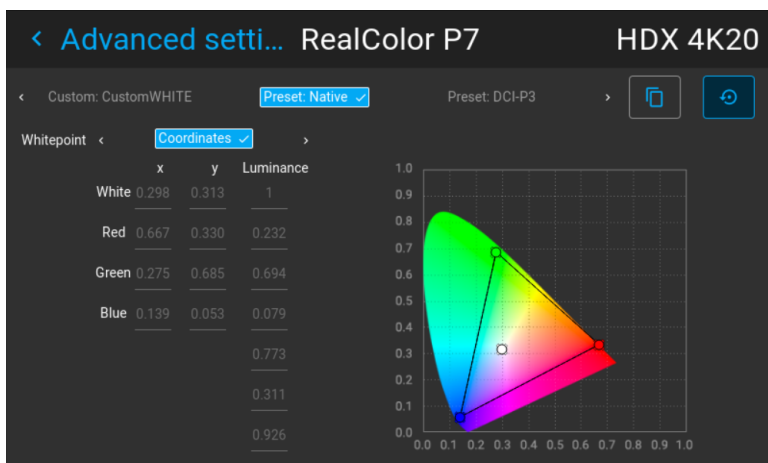 Advanced setti... RealColor P7 HDX 4K20
Custom: CustomWHITE Preset: Native Preset: DCI-P3
Whitepoint Coordinates
x y Luminance
White 0.298 0.313 1
Red 0.667 0.330 0.232
Green 0.275 0.685 0.694
Blue 0.139 0.053 0.079
0.773
0.311
0.926
1.0
0.9
0.8
0.7
0.6
0.5
0.4
0.3
0.2
0.1
0.0
0.0 0.1 0.2 0.3 0.4 0.5 0.6 0.7 0.8 0.9 1.0